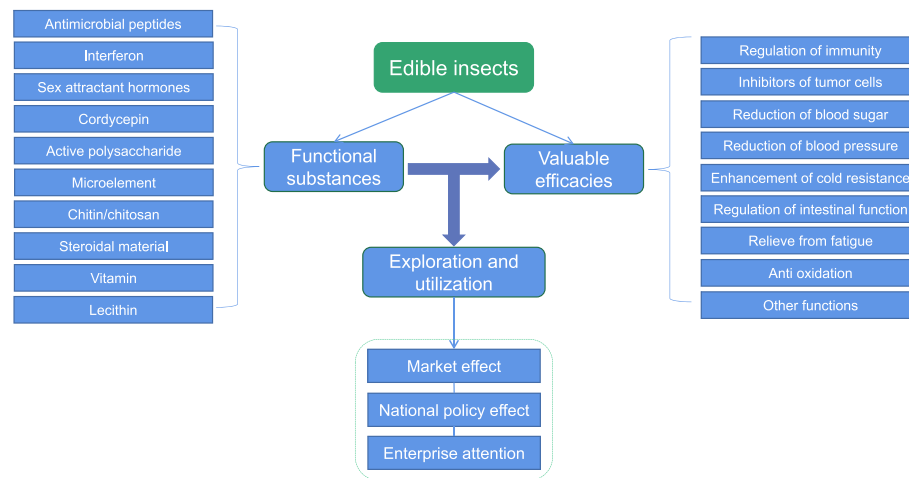 Antimicrobial peptides
Interferon
Sex attractant hormones
Cordycepin
Active polysaccharide
Microelement
Chitin/chitosan
Steroidal material
Vitamin
Lecithin
Edible insects
Functional
substances
Valuable
efficacies
Exploration and
utilization
Market effect
National policy effect
Enterprise attention
Regulation of immunity
Inhibitors of tumor cells
Reduction of blood sugar
Reduction of blood pressure
Enhancement of cold resistance
Regulation of intestinal function
Relieve from fatigue
Anti oxidation
Other functions